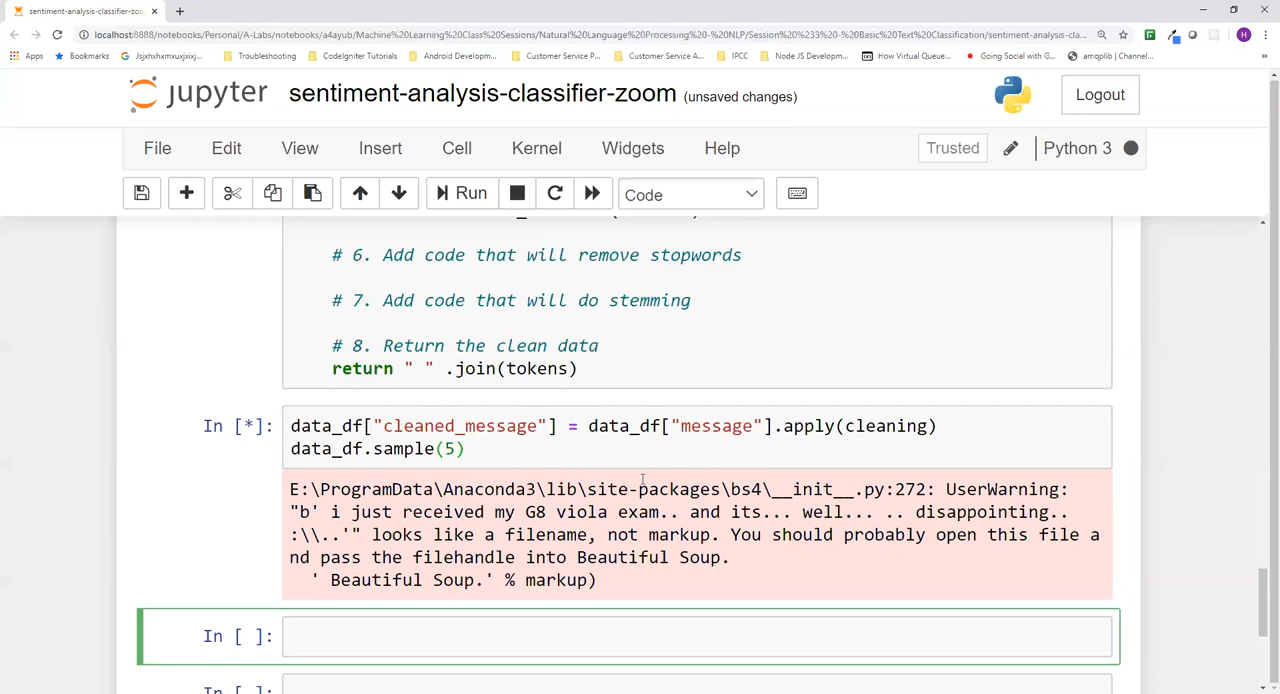 sentiment-analysis-classifier-zoo
localhost:8888/notebooks/Personal/A-Labs/notebooks/a4ayub/Machine%20Learning%20Class%20Sessions/Natural%20Language%20Processing%20-%20NLP/Session%20%233%20-%20Basic%20Text%20Classification/sentiment-analysis-cl...
H
Apps Bookmarks Jsjxhxhxmxuxjxixj... Troubleshooting CodeIgniter Tutorials Android Developm... Customer Service P... Customer Service A... IPCC Node JS Developm... How Virtual Queue... Going Social with G... amqplib | Channel... »
jupyter sentiment-analysis-classifier-zoom (unsaved changes) Logout
File Edit View Insert Cell Kernel Widgets Help Trusted Python 3
Run Code
# 6. Add code that will remove stopwords
# 7. Add code that will do stemming
# 8. Return the clean data
return " " .join(tokens)
In [*]: data_df["cleaned_message"] = data_df["message"].apply(cleaning)
data_df.sample(5)
E:\ProgramData\Anaconda3\lib\site-packages\bs4\__init__.py:272: UserWarning:
"b' i just received my G8 viola exam.. and its... well... .. disappointing..
:\\..'" looks like a filename, not markup. You should probably open this file a
nd pass the filehandle into Beautiful Soup.
' Beautiful Soup.' % markup)
In [ ]: